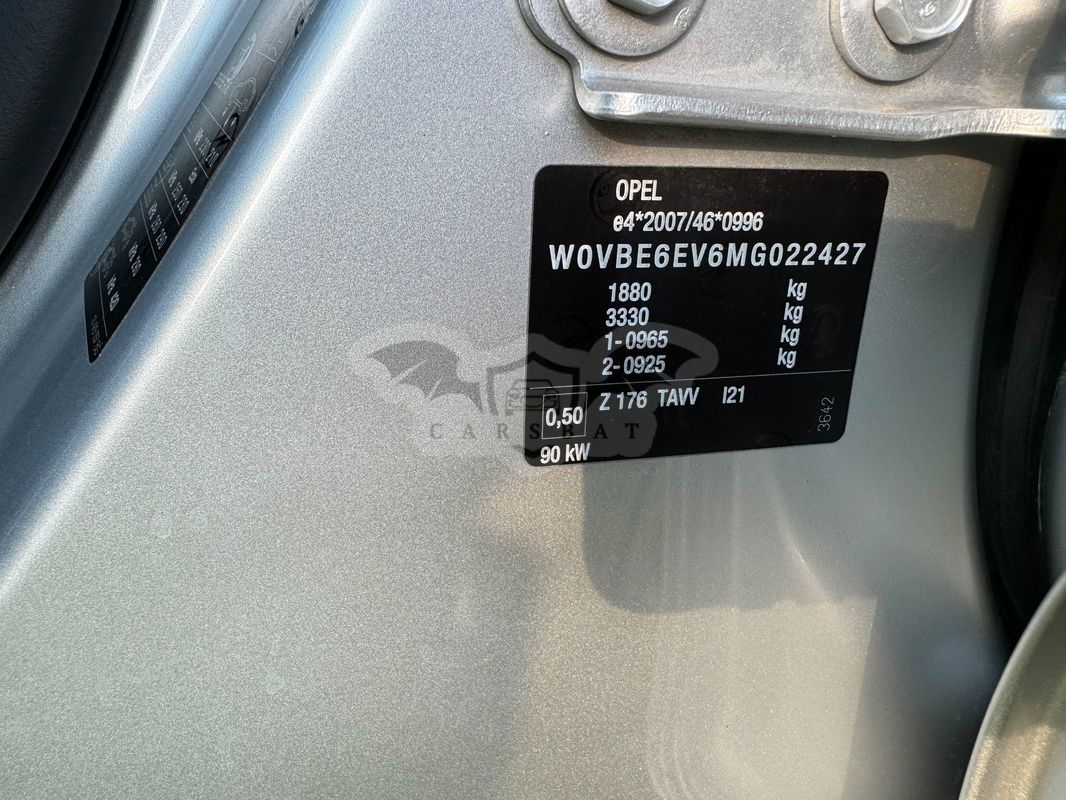 OPEL
e4*2007/46*0996
W0VBE6EV6MG022427
1880 kg
3330 kg
1-0965 kg
2-0925 kg
0,50 Z 176 TAVV I21
3642
90 kW
CARSBAT